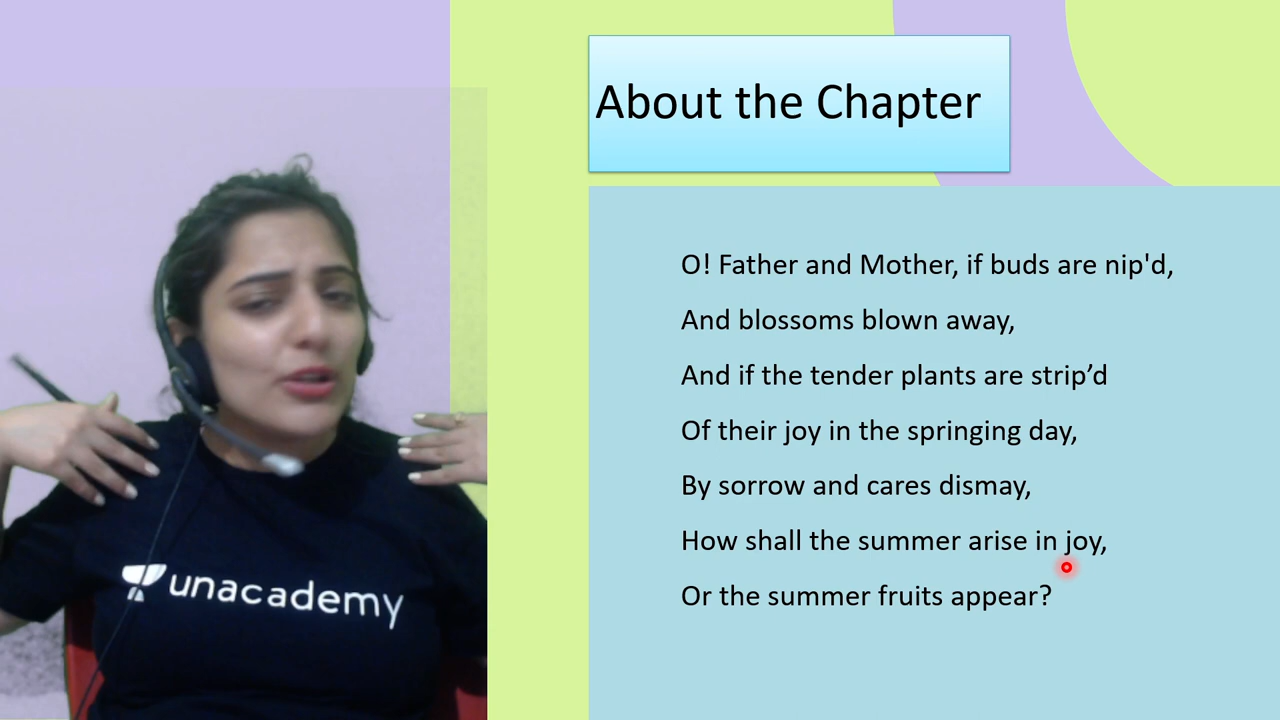 About the Chapter
O! Father and Mother, if buds are nip'd,
And blossoms blown away,
And if the tender plants are strip’d
Of their joy in the springing day,
By sorrow and cares dismay,
How shall the summer arise in joy,
Or the summer fruits appear?
unacademy